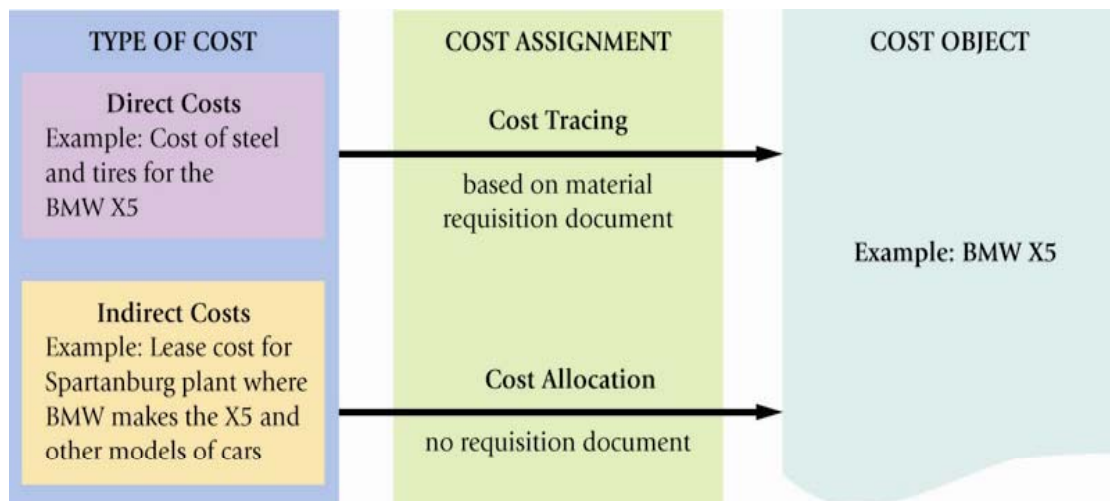 TYPE OF COST
Direct Costs
Example: Cost of steel
and tires for the
BMW X5
Indirect Costs
Example: Lease cost for
Spartanburg plant where
BMW makes the X5 and
other models of cars
COST ASSIGNMENT
Cost Tracing
based on material
requisition document
Cost Allocation
no requisition document
COST OBJECT
Example: BMW X5